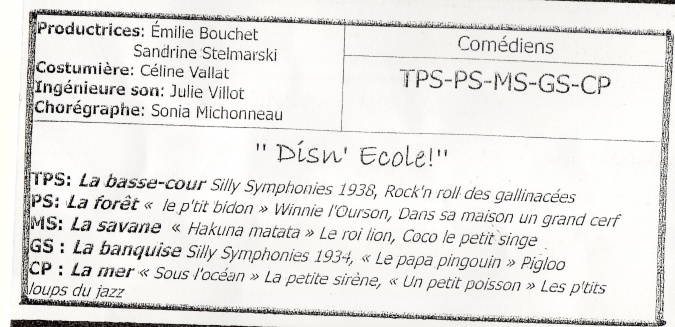 Productrices: Émilie Bouchet
Sandrine Stelmarski
Costumière: Céline Vallat
Ingénieure son: Julie Villot
Chorégraphe: Sonia Michonneau
Comédiens
TPS-PS-MS-GS-CP
" Disn' Ecole!"
TPS: La basse-cour Silly Symphonies 1938, Rock'n roll des gallinacées
PS: La forêt « le p'tit bidon » Winnie l'Ourson, Dans sa maison un grand cerf
MS: La savane « Hakuna matata » Le roi lion, Coco le petit singe
GS : La banquise Silly Symphonies 1934, « Le papa pingouin » Pigloo
CP : La mer « Sous l'océan » La petite sirène, « Un petit poisson » Les p'tits
loups du jazz